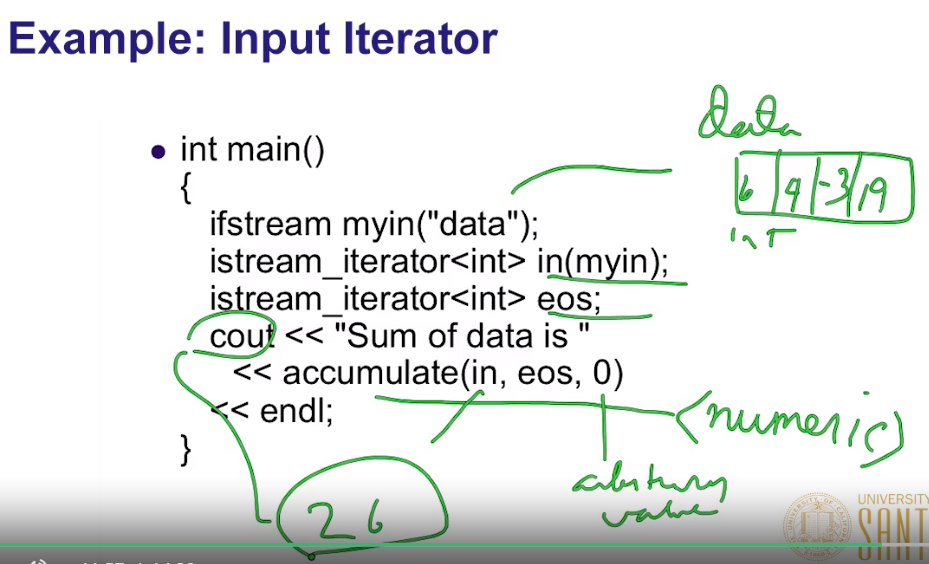 Example: Input Iterator
data
6 4 -3 19
int
• int main()
{
ifstream myin("data");
istream_iterator<int> in(myin);
istream_iterator<int> eos;
cout << "Sum of data is "
<< accumulate(in, eos, 0)
<< endl;
}
<numeric>
arbitrary
value
26
UNIVERSITY
SANT